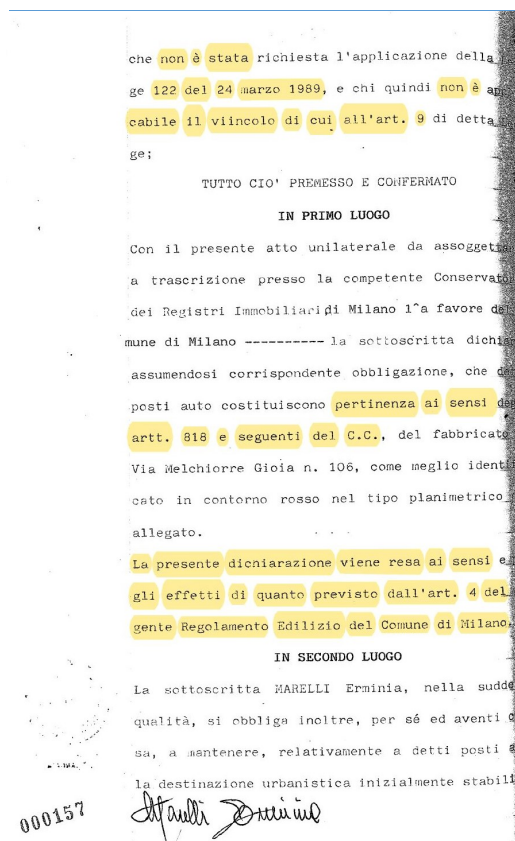 che non è stata richiesta l'applicazione della
ge 122 del 24 marzo 1989, e chi quindi non è ap
cabile il viincolo di cui all'art. 9 di detta
ge;
TUTTO CIO' PREMESSO E CONFERMATO
IN PRIMO LUOGO
Con il presente atto unilaterale da assogget
a trascrizione presso la competente Conservato
dei Registri Immobiliari di Milano 1^a favore del
mune di Milano ---------- la sottoscritta dichia
assumendosi corrispondente obbligazione, che
posti auto costituiscono pertinenza ai sensi de
artt. 818 e seguenti del C.C., del fabbricato
Via Melchiorre Gioia n. 106, come meglio identi
cato in contorno rosso nel tipo planimetrico
allegato.
La presente dicniarazione viene resa ai sensi e
gli effetti di quanto previsto dall'art. 4 del
gente Regolamento Edilizio del Comune di Milano.
IN SECONDO LUOGO
La sottoscritta MARELLI Erminia, nella sudde
qualità, si obbliga inoltre, per sé ed aventi
sa, a mantenere, relativamente a detti posti a
la destinazione urbanistica inizialmente stabili
Marelli Erminia
000157